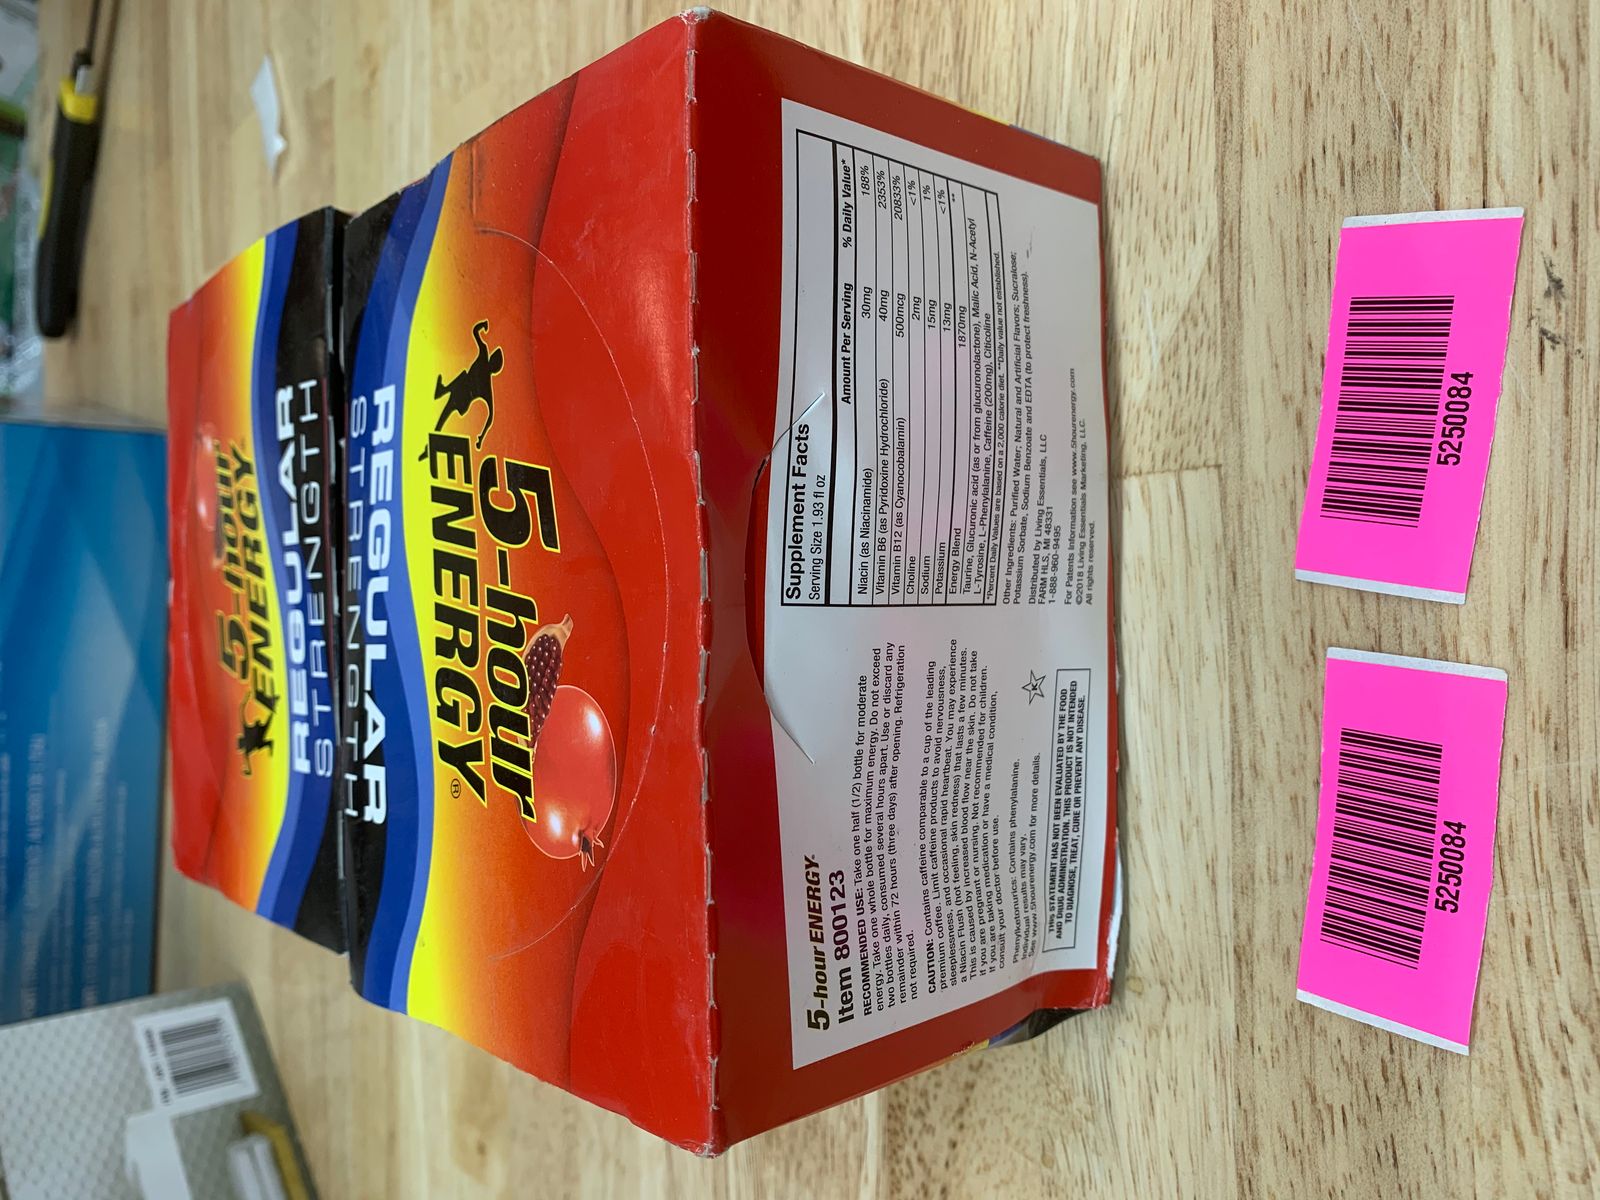 5-hour
ENERGY
REGULAR
STRENGTH
REGULAR
STRENGTH
5-hour
ENERGY®
5-hour ENERGY
Item 800123
RECOMMENDED USE: Take one half (1/2) bottle for moderate
energy. Take one whole bottle for maximum energy. Do not exceed
two bottles daily, consumed several hours apart. Use or discard any
remainder within 72 hours (three days) after opening. Refrigeration
not required.
CAUTION: Contains caffeine comparable to a cup of the leading
premium coffee. Limit caffeine products to avoid nervousness,
sleeplessness, and occasional rapid heartbeat. You may experience
a Niacin Flush (hot feeling, skin redness) that lasts a few minutes.
This is caused by increased blood flow near the skin. Do not take
if you are pregnant or nursing. Not recommended for children.
If you are taking medication or have a medical condition,
consult your doctor before use.
Phenylketonurics: Contains phenylalanine.
Individual results may vary.
See www.5hourenergy.com for more details.
K
THIS STATEMENT HAS NOT BEEN EVALUATED BY THE FOOD
AND DRUG ADMINISTRATION. THIS PRODUCT IS NOT INTENDED
TO DIAGNOSE, TREAT, CURE OR PREVENT ANY DISEASE.
Supplement Facts
Serving Size 1.93 fl oz
Amount Per Serving % Daily Value*
Niacin (as Niacinamide) 30mg 188%
Vitamin B6 (as Pyridoxine Hydrochloride) 40mg 2353%
Vitamin B12 (as Cyanocobalamin) 500mcg 20833%
Choline 2mg <1%
Sodium 15mg 1%
Potassium 13mg <1%
Energy Blend 1870mg **
Taurine, Glucuronic acid (as or from glucuronolactone), Malic Acid, N-Acetyl
L-Tyrosine, L-Phenylalanine, Caffeine (200mg), Citicoline
*Percent Daily Values are based on a 2,000 calorie diet. **Daily value not established.
Other Ingredients: Purified Water; Natural and Artificial Flavors; Sucralose;
Potassium Sorbate, Sodium Benzoate and EDTA (to protect freshness).
Distributed by Living Essentials, LLC
FARM HLS, MI 48331
1-888-960-9495
For Patents Information see www.5hourenergy.com
©2018 Living Essentials Marketing, LLC.
All rights reserved.
5250084
5250084